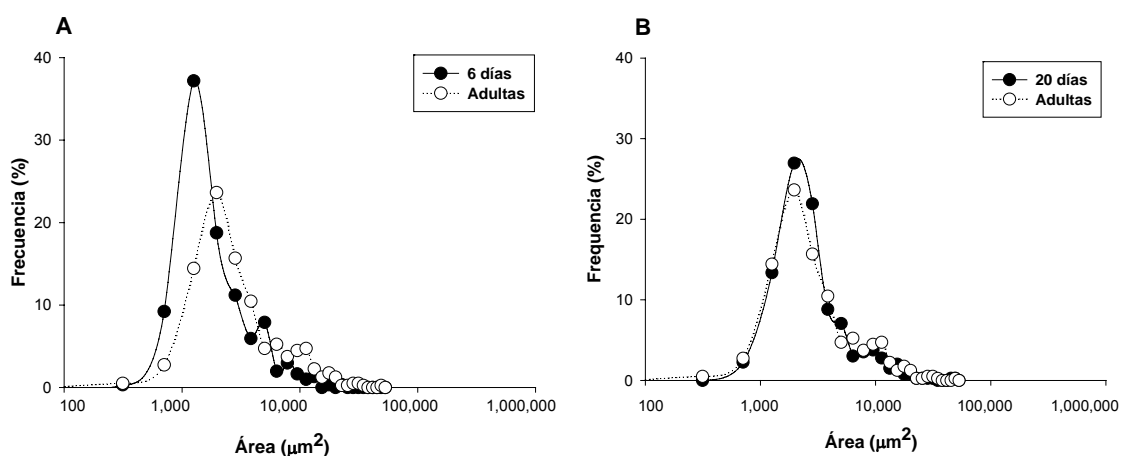 A
40
30
20
10
0
Frecuencia (%)
6 días
Adultas
100
1,000
10,000
100,000
1,000,000
Área (μm²)
B
40
30
20
10
0
Frequencia (%)
20 días
Adultas
100
1,000
10,000
100,000
1,000,000
Área (μm²)